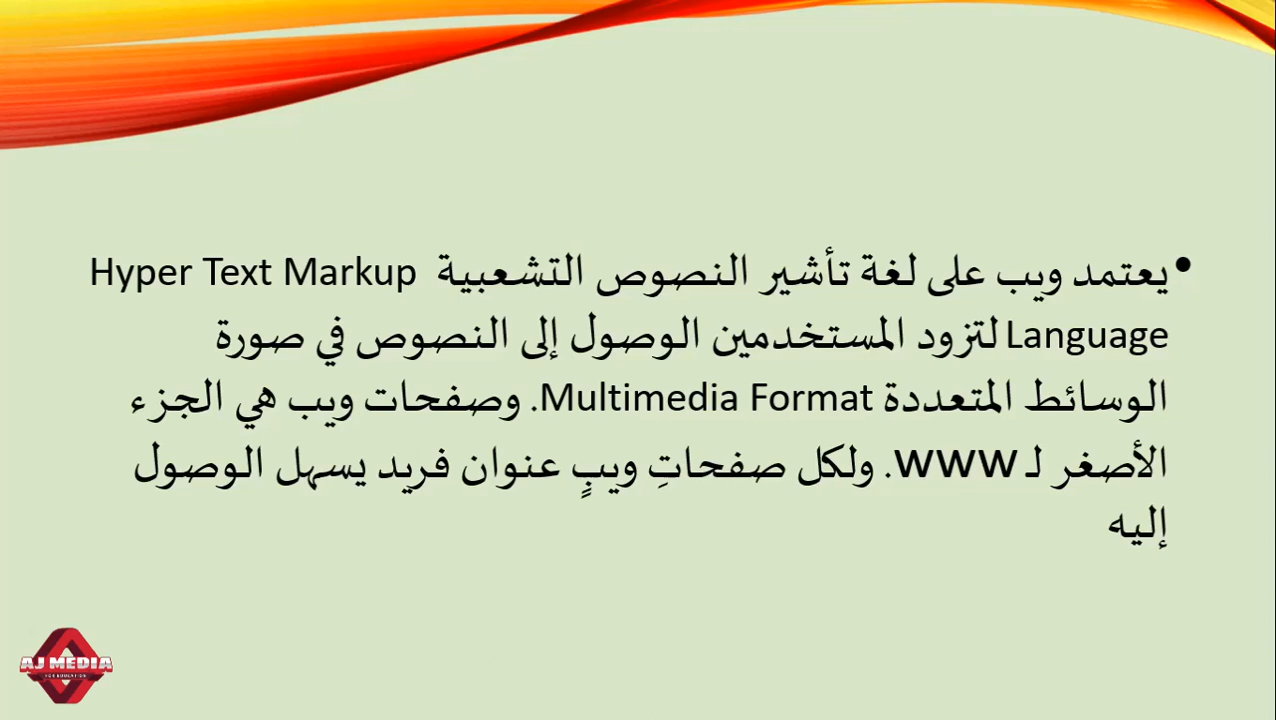 •يعتمد ويب على لغة تأشير النصوص التشعبية Hyper Text Markup
Language لتزود المستخدمين الوصول إلى النصوص في صورة
الوسائط المتعددة Multimedia Format. وصفحات ويب هي الجزء
الأصغر لـ WWW. ولكل صفحاتِ ويبٍ عنوان فريد يسهل الوصول
إليه
AJ MEDIA
FOR EDUCATION